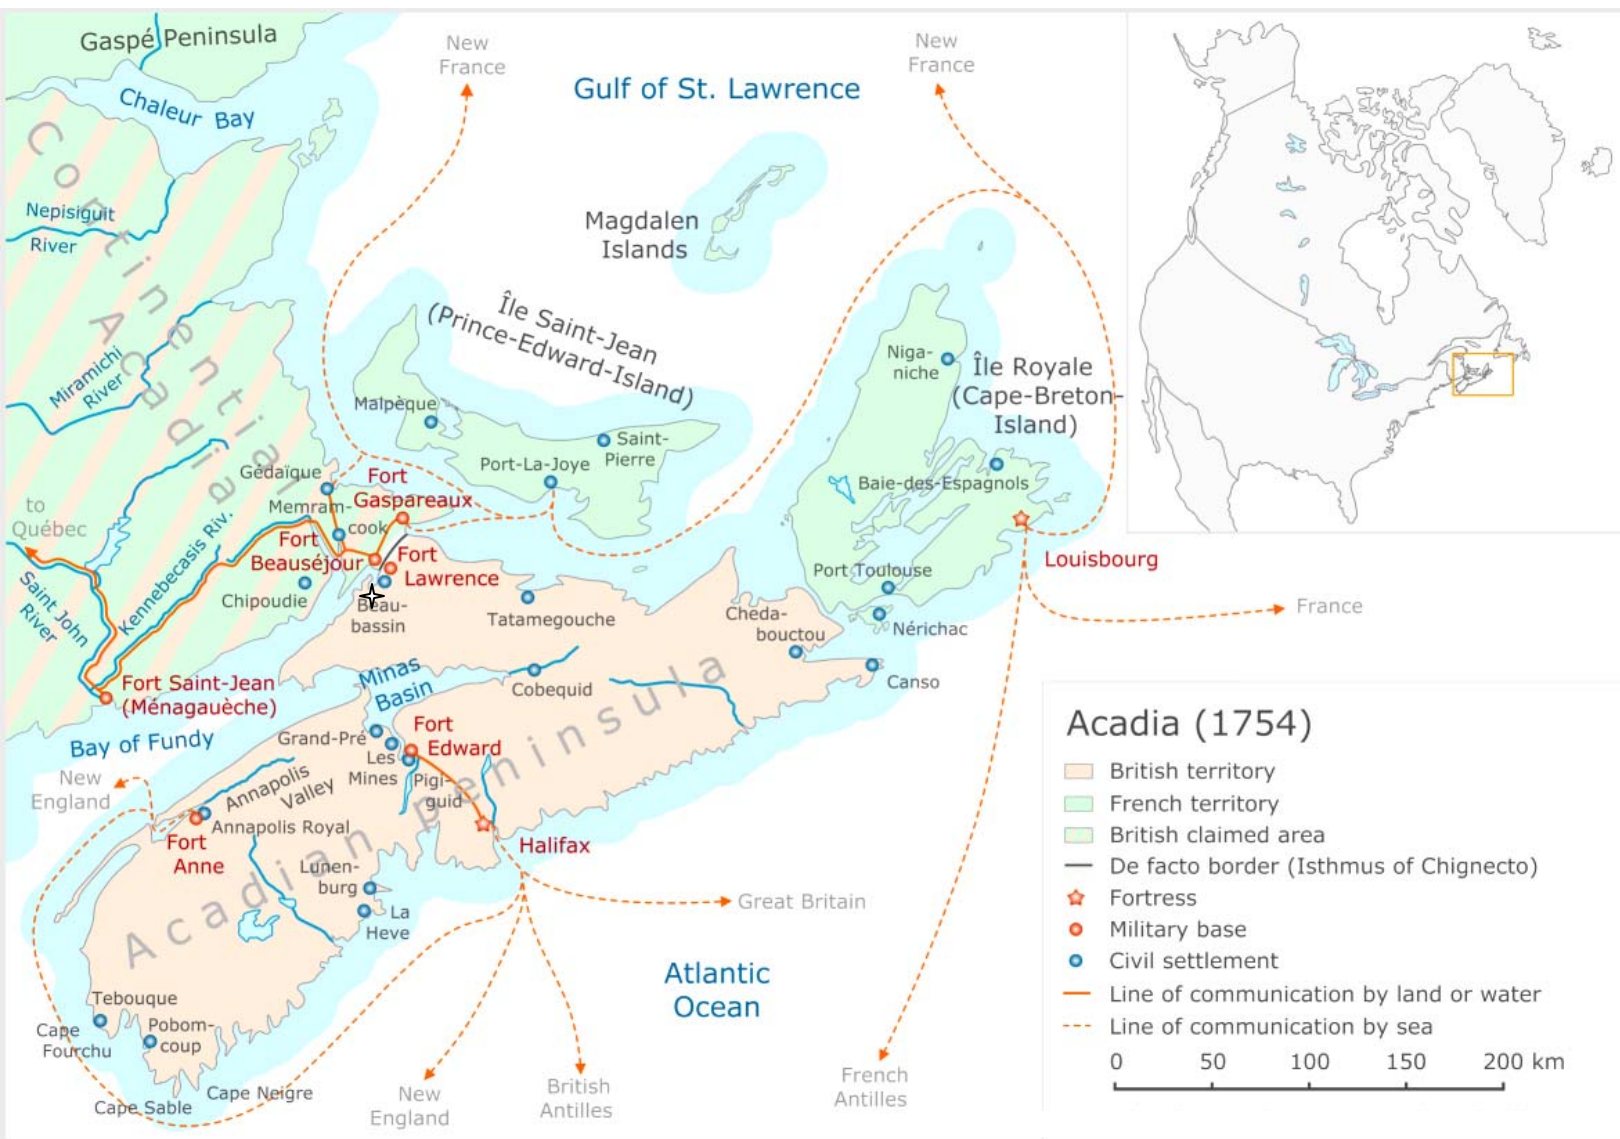 Gaspé Peninsula
Chaleur Bay
New
France
New
France
Gulf of St. Lawrence
Continential
Acadia
Nepisiguit
River
Magdalen
Islands
Miramichi
River
Île Saint-Jean
(Prince-Edward-Island)
Niga-
niche
Île Royale
(Cape-Breton-
Island)
Malpèque
Saint-
Pierre
Port-La-Joye
Baie-des-Espagnols
Gédaïque
Fort
Gaspareaux
Memram-
cook
to
Québec
Fort
Beauséjour
Fort
Lawrence
Louisbourg
Saint John
River
Kennebecasis Riv.
Chipoudie
Beau-
bassin
Tatamegouche
Port Toulouse
Cheda-
bouctou
Nérichac
France
Canso
Minas
Basin
Cobequid
Fort Saint-Jean
(Ménagauèche)
Bay of Fundy
Grand-Pré
Les
Mines
Fort
Edward
Pigi-
guid
New
England
Annapolis
Valley
Annapolis Royal
Fort
Anne
Halifax
Acadian peninsula
Lunen-
burg
La
Heve
Great Britain
Atlantic
Ocean
Tebouque
Cape
Fourchu
Pobom-
coup
Cape Neigre
Cape Sable
New
England
British
Antilles
French
Antilles
Acadia (1754)
British territory
French territory
British claimed area
De facto border (Isthmus of Chignecto)
Fortress
Military base
Civil settlement
Line of communication by land or water
Line of communication by sea
0 50 100 150 200 km